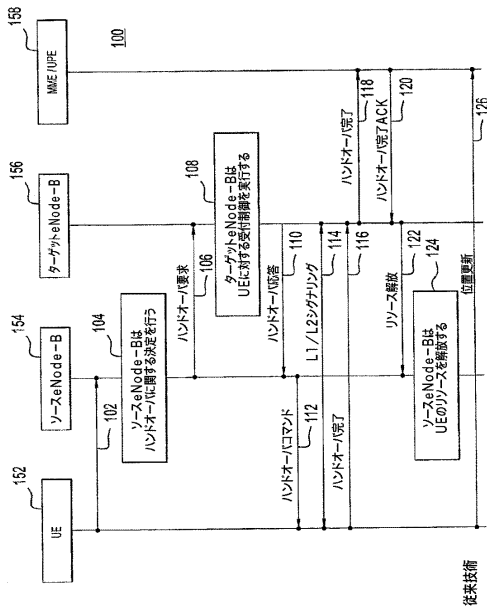 100
152
UE
154
ソースeNode-B
156
ターゲットeNode-B
158
MME/UPE
102
104
ソースeNode-Bは
ハンドオーバに関する決定を行う
ハンドオーバ要求
106
108
ターゲットeNode-Bは
UEに対する受付制御を実行する
ハンドオーバ応答
110
ハンドオーバコマンド
112
L1/L2シグナリング
114
ハンドオーバ完了
116
ハンドオーバ完了
118
ハンドオーバ完了ACK
120
リソース解放
122
124
ソースeNode-Bは
UEのリソースを解放する
位置更新
126
従来技術